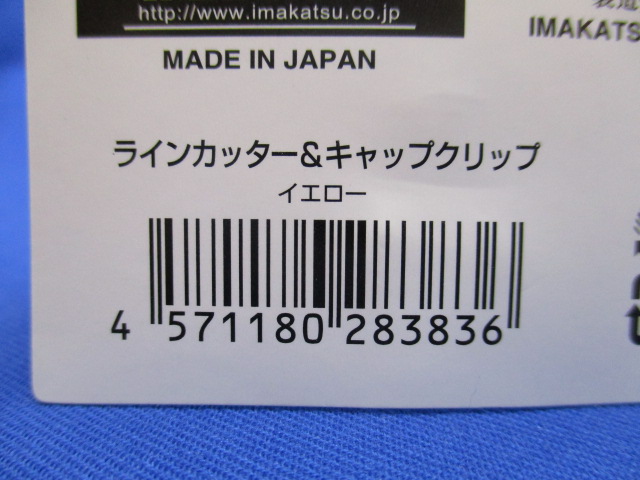 http://www.imakatsu.co.jp
MADE IN JAPAN
IMAKATS
ラインカッター&キャップクリップ
イエロー
4 571180 283836